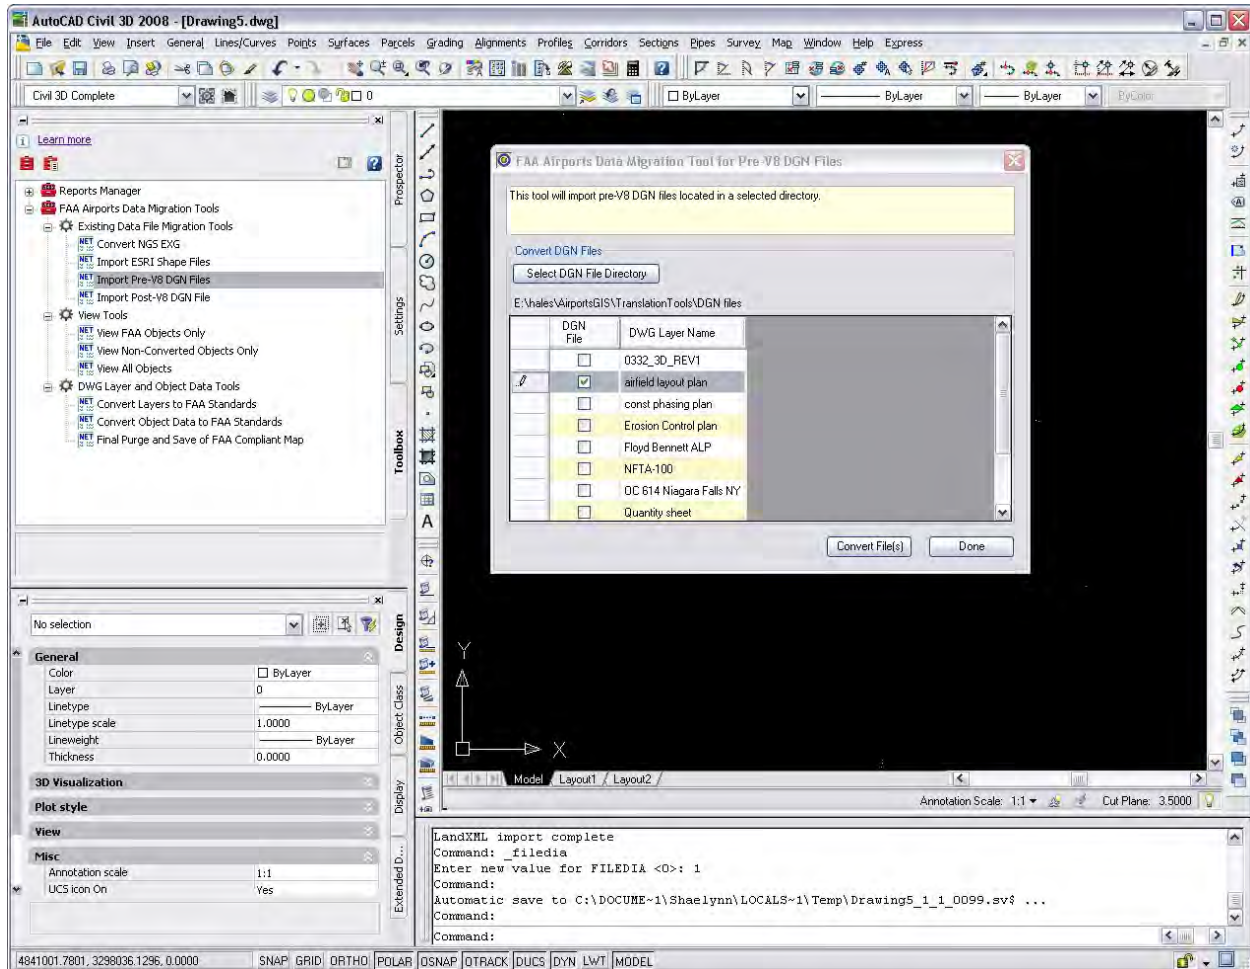 AutoCAD Civil 3D 2008 - [Drawing5.dwg]
File Edit View Insert General Lines/Curves Points Surfaces Parcels Grading Alignments Profiles Corridors Sections Pipes Survey Map Window Help Express
Civil 3D Complete
0
ByLayer
ByLayer
ByLayer
ByColor
Learn more
Reports Manager
FAA Airports Data Migration Tools
Existing Data File Migration Tools
NET Convert NGS EXG
NET Import ESRI Shape Files
NET Import Pre-V8 DGN Files
NET Import Post-V8 DGN File
View Tools
NET View FAA Objects Only
NET View Non-Converted Objects Only
NET View All Objects
DWG Layer and Object Data Tools
NET Convert Layers to FAA Standards
NET Convert Object Data to FAA Standards
NET Final Purge and Save of FAA Compliant Map
Prospector
Settings
Toolbox
FAA Airports Data Migration Tool for Pre-V8 DGN Files
This tool will import pre-V8 DGN files located in a selected directory.
Convert DGN Files
Select DGN File Directory
E:\hales\AirportsGIS\TranslationTools\DGN files
DGN File
DWG Layer Name
0332_3D_REV1
airfield layout plan
const phasing plan
Erosion Control plan
Floyd Bennett ALP
NFTA-100
OC 614 Niagara Falls NY
Quantity sheet
Convert File(s)
Done
A
No selection
General
Color ByLayer
Layer 0
Linetype ByLayer
Linetype scale 1.0000
Lineweight ByLayer
Thickness 0.0000
3D Visualization
Plot style
View
Misc
Annotation scale 1:1
UCS icon On Yes
Design
Object Class
Display
Extended D...
Y
X
Model Layout1 Layout2
Annotation Scale: 1:1
Cut Plane: 3.5000
LandXML import complete
Command: _filedia
Enter new value for FILEDIA <0>: 1
Command:
Automatic save to C:\DOCUME~1\Shaelynn\LOCALS~1\Temp\Drawing5_1_1_0099.sv$ ...
Command:
Command:
4841001.7801, 3298036.1296, 0.0000
SNAP GRID ORTHO POLAR OSNAP OTRACK DUCS DYN LWT MODEL